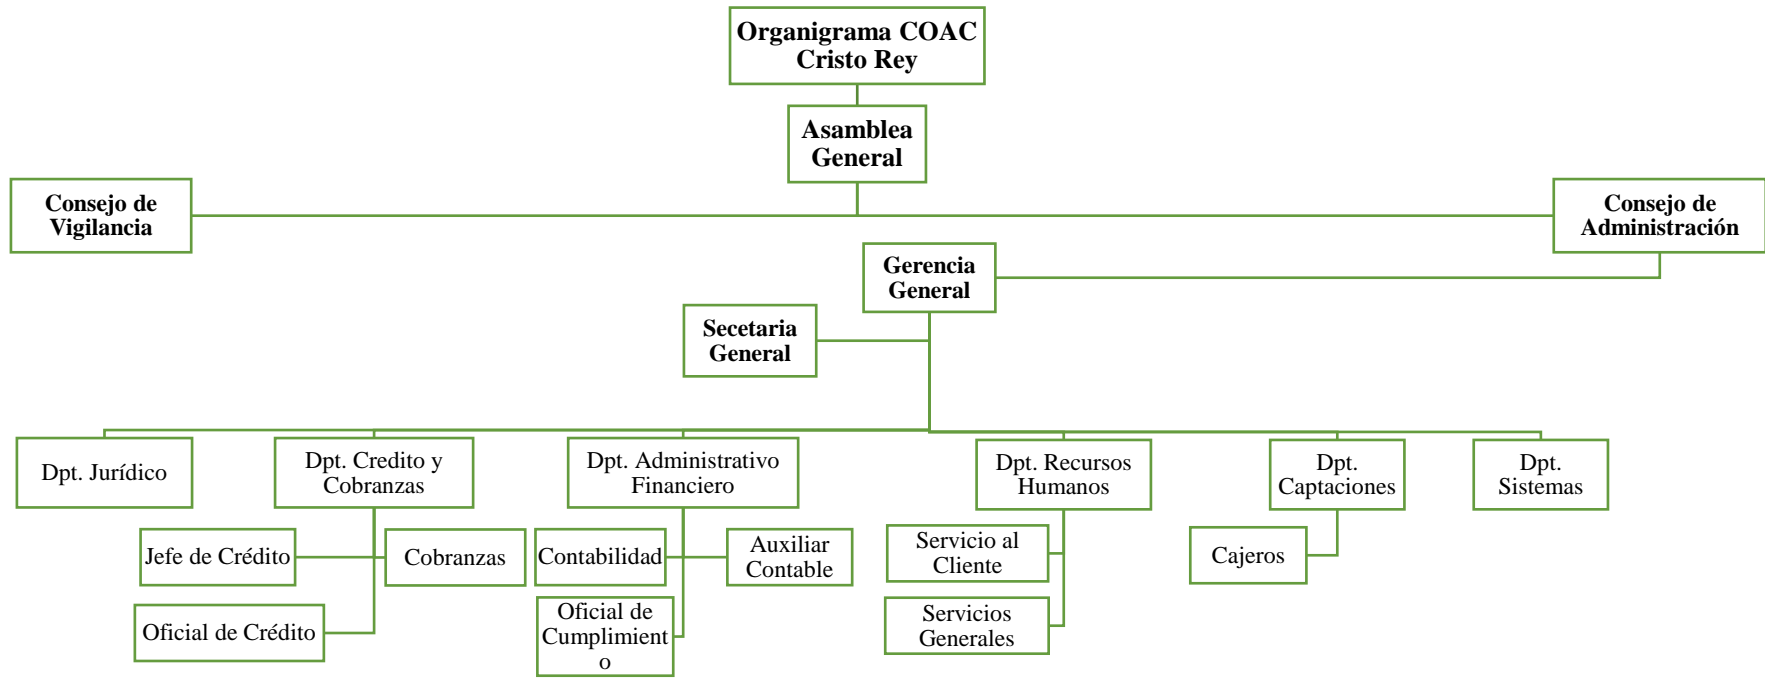 Organigrama COAC
Cristo Rey
Asamblea
General
Consejo de
Vigilancia
Consejo de
Administración
Gerencia
General
Secetaria
General
Dpt. Jurídico
Dpt. Credito y
Cobranzas
Dpt. Administrativo
Financiero
Dpt. Recursos
Humanos
Dpt.
Captaciones
Dpt.
Sistemas
Jefe de Crédito
Cobranzas
Contabilidad
Auxiliar
Contable
Servicio al
Cliente
Cajeros
Oficial de Crédito
Oficial de
Cumplimient
o
Servicios
Generales